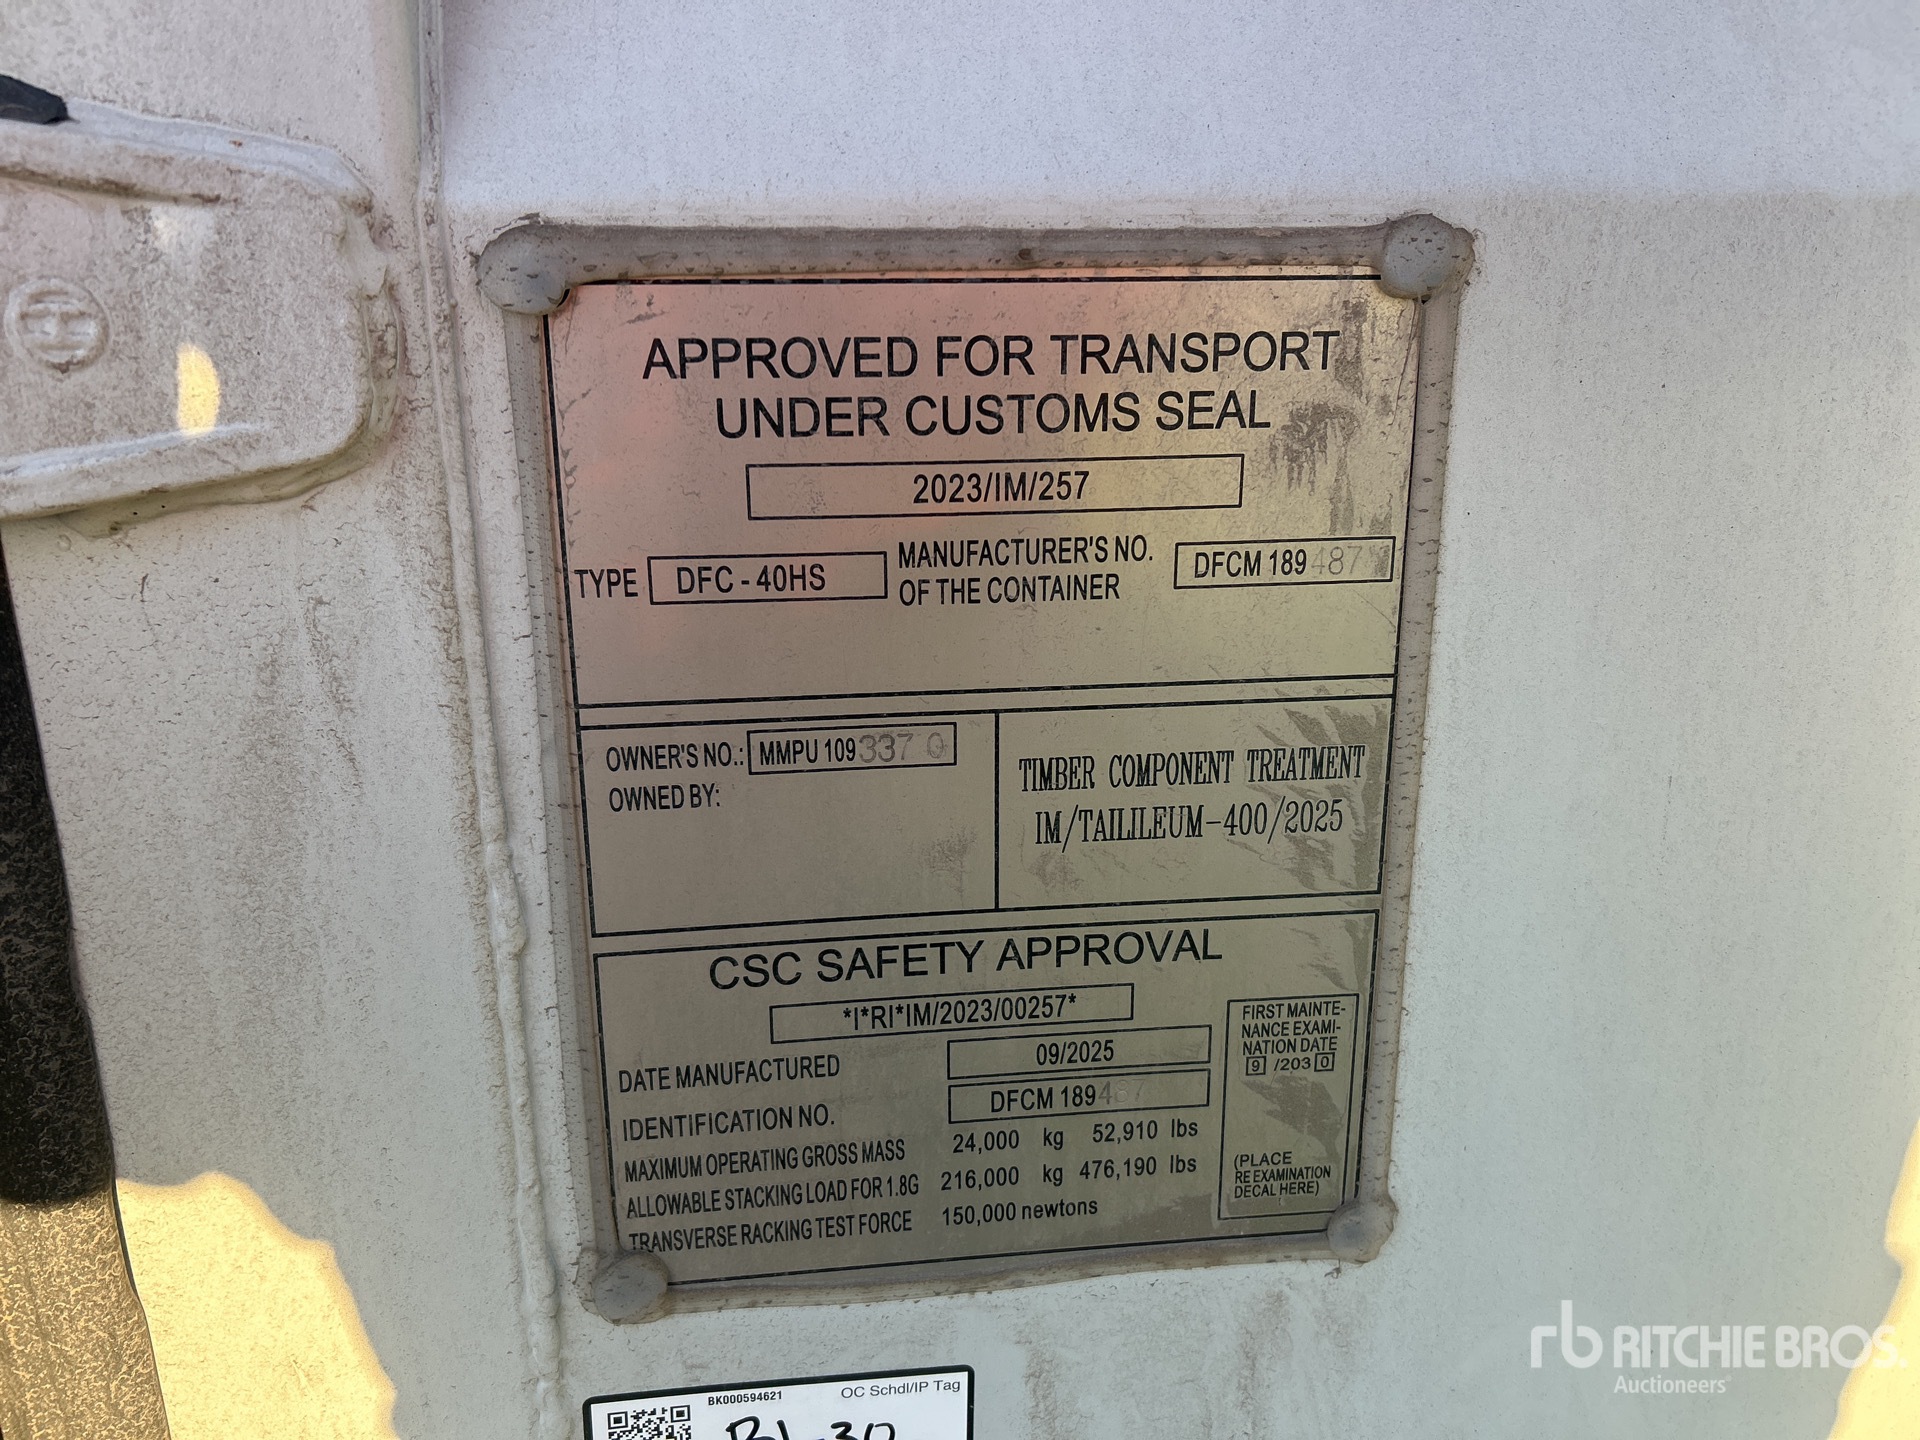 APPROVED FOR TRANSPORT
UNDER CUSTOMS SEAL
2023/IM/257
TYPE DFC - 40HS
MANUFACTURER'S NO.
OF THE CONTAINER
DFCM 189 487
OWNER'S NO.: MMPU 109 337 0
OWNED BY:
TIMBER COMPONENT TREATMENT
IM/TAILILEUM-400/2025
CSC SAFETY APPROVAL
*I*RI*IM/2023/00257*
DATE MANUFACTURED 09/2025
IDENTIFICATION NO. DFCM 189487
MAXIMUM OPERATING GROSS MASS 24,000 kg 52,910 lbs
ALLOWABLE STACKING LOAD FOR 1.8G 216,000 kg 476,190 lbs
TRANSVERSE RACKING TEST FORCE 150,000 newtons
FIRST MAINTE-
NANCE EXAMI-
NATION DATE
9 /203 0
(PLACE
RE EXAMINATION
DECAL HERE)
BK000594621
OC Schdl/IP Tag
rb RITCHIE BROS.
Auctioneers